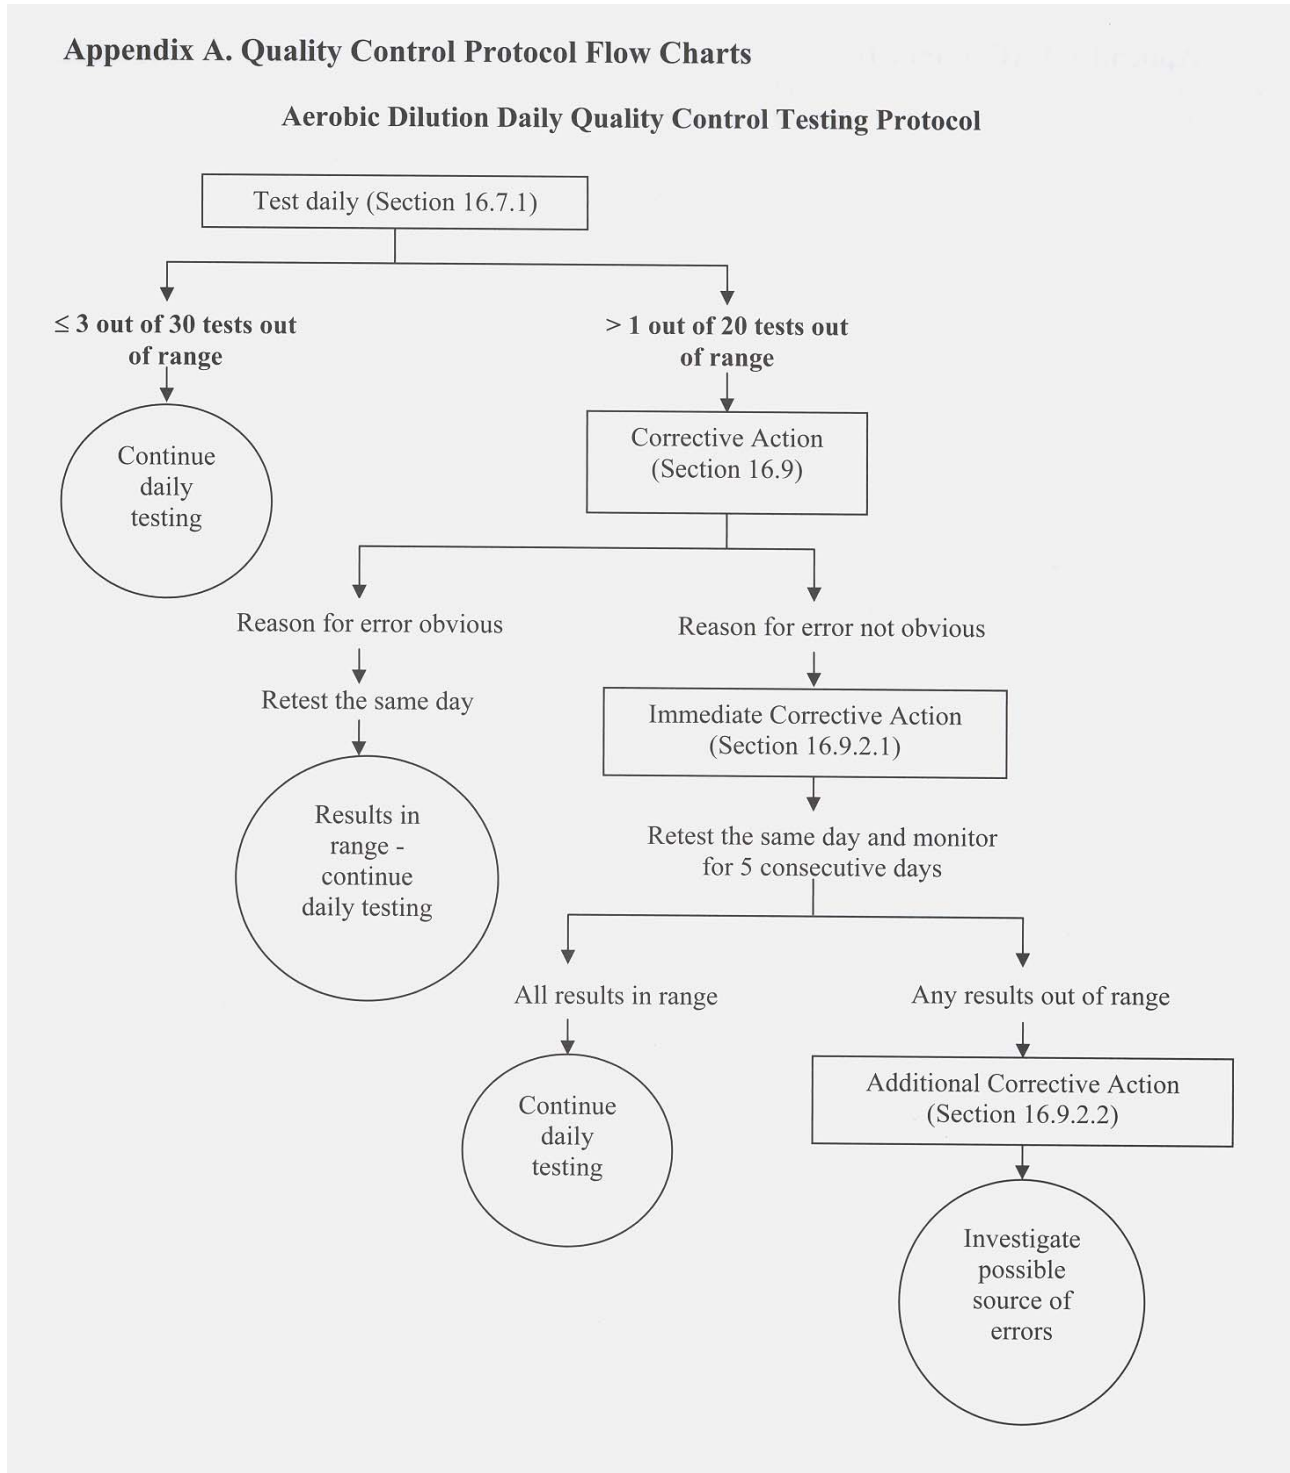 Appendix A. Quality Control Protocol Flow Charts
Aerobic Dilution Daily Quality Control Testing Protocol
Test daily (Section 16.7.1)
≤ 3 out of 30 tests out
of range
> 1 out of 20 tests out
of range
Continue
daily
testing
Corrective Action
(Section 16.9)
Reason for error obvious
Reason for error not obvious
Retest the same day
Immediate Corrective Action
(Section 16.9.2.1)
Results in
range -
continue
daily testing
Retest the same day and monitor
for 5 consecutive days
All results in range
Any results out of range
Continue
daily
testing
Additional Corrective Action
(Section 16.9.2.2)
Investigate
possible
source of
errors